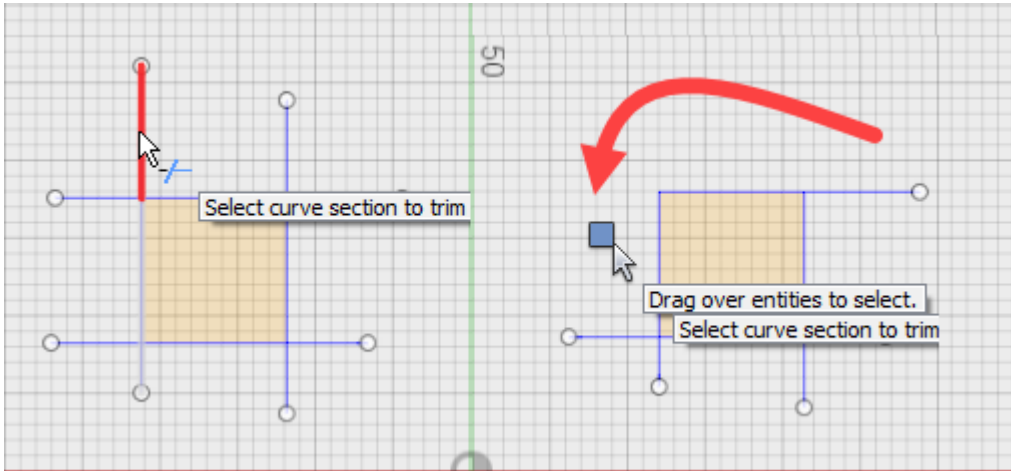 50
Select curve section to trim
Drag over entities to select.
Select curve section to trim